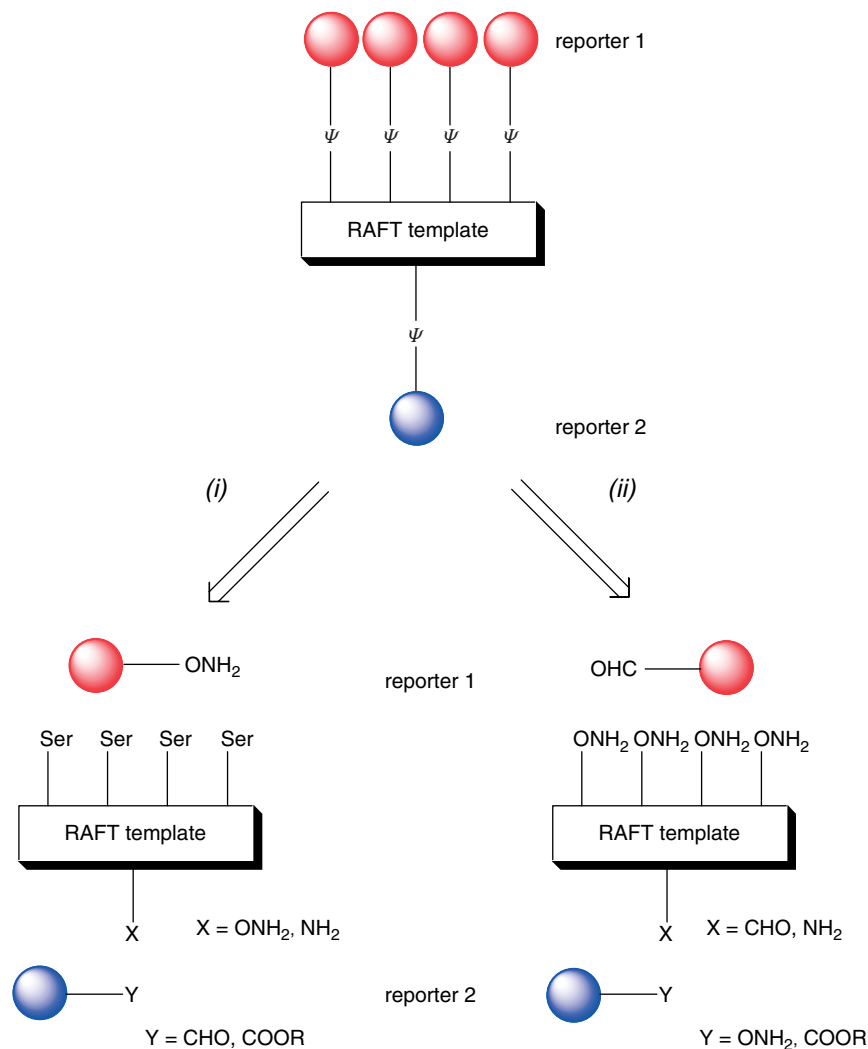 reporter 1
Ψ Ψ Ψ Ψ
RAFT template
Ψ
reporter 2
(i) (ii)
ONH₂ reporter 1 OHC
Ser Ser Ser Ser
ONH₂ ONH₂ ONH₂ ONH₂
RAFT template RAFT template
X X = ONH₂, NH₂
X X = CHO, NH₂
Y reporter 2 Y
Y = CHO, COOR Y = ONH₂, COOR